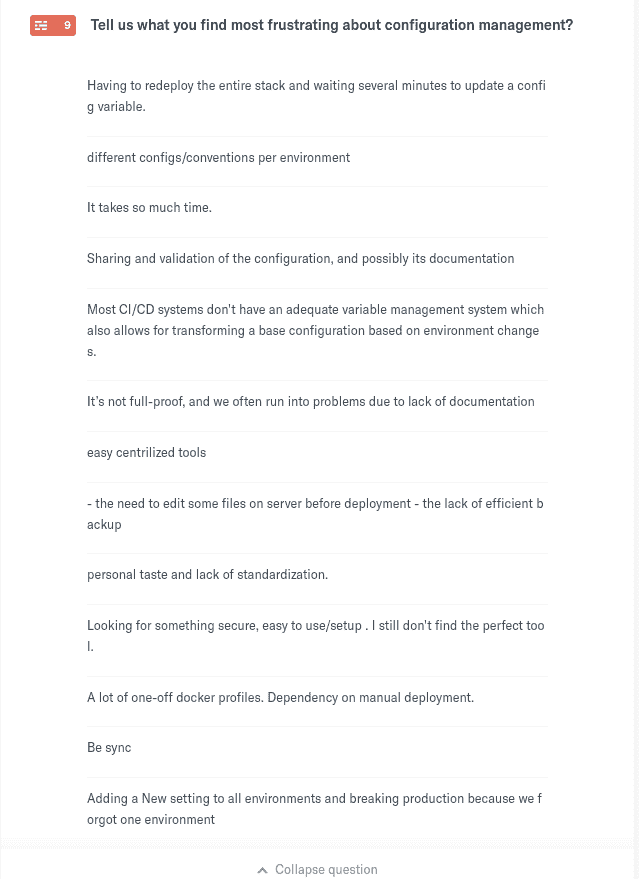 9 Tell us what you find most frustrating about configuration management?
Having to redeploy the entire stack and waiting several minutes to update a confi
g variable.
different configs/conventions per environment
It takes so much time.
Sharing and validation of the configuration, and possibly its documentation
Most CI/CD systems don't have an adequate variable management system which
also allows for transforming a base configuration based on environment change
s.
It's not full-proof, and we often run into problems due to lack of documentation
easy centrilized tools
- the need to edit some files on server before deployment - the lack of efficient b
ackup
personal taste and lack of standardization.
Looking for something secure, easy to use/setup . I still don't find the perfect too
l.
A lot of one-off docker profiles. Dependency on manual deployment.
Be sync
Adding a New setting to all environments and breaking production because we f
orgot one environment
Collapse question